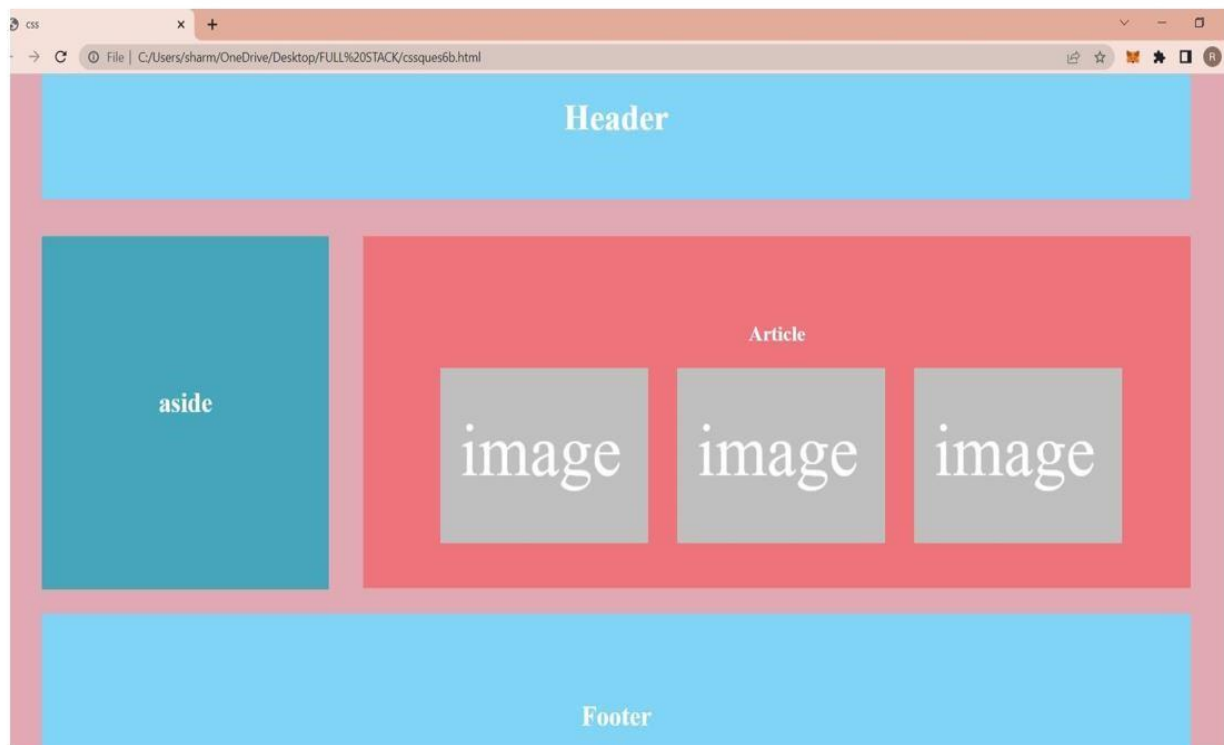 css
File | C:/Users/sharm/OneDrive/Desktop/FULL%20STACK/cssques6b.html
R
Header
aside
Article
image image image
Footer